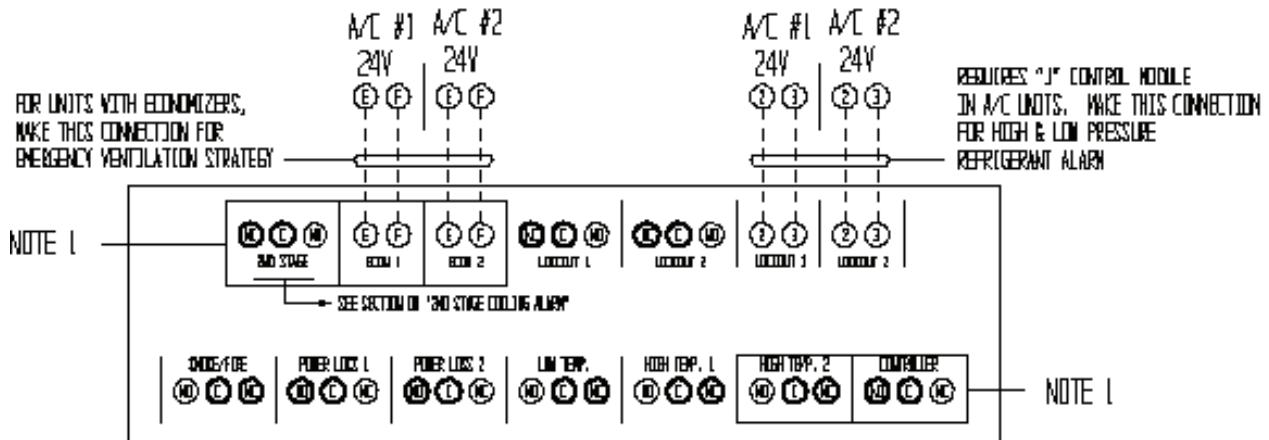 A/C #1 A/C #2
24V 24V
E F E F
A/C #1 A/C #2
24V 24V
2 3 2 3
FOR UNITS WITH ECONOMIZERS,
MAKE THIS CONNECTION FOR
EMERGENCY VENTILATION STRATEGY
REQUIRES "J" CONTROL MODULE
IN A/C UNITS. MAKE THIS CONNECTION
FOR HIGH & LOW PRESSURE
REFRIGERANT ALARM
NOTE 1
NC C NO E F E F NC C NO NC C NO 2 3 2 3
2ND STAGE ECON 1 ECON 2 LOCKOUT 1 LOCKOUT 2 LOCKOUT 1 LOCKOUT 2
SEE SECTION ON "2ND STAGE COOLING ALARM"
SMOKE/FIRE POWER LOSS 1 POWER LOSS 2 LOW TEMP. HIGH TEMP. 1 HIGH TEMP. 2 CONTROLLER
NO C NC NO C NC NO C NC NO C NC NO C NC NO C NC NO C NC
NOTE 1